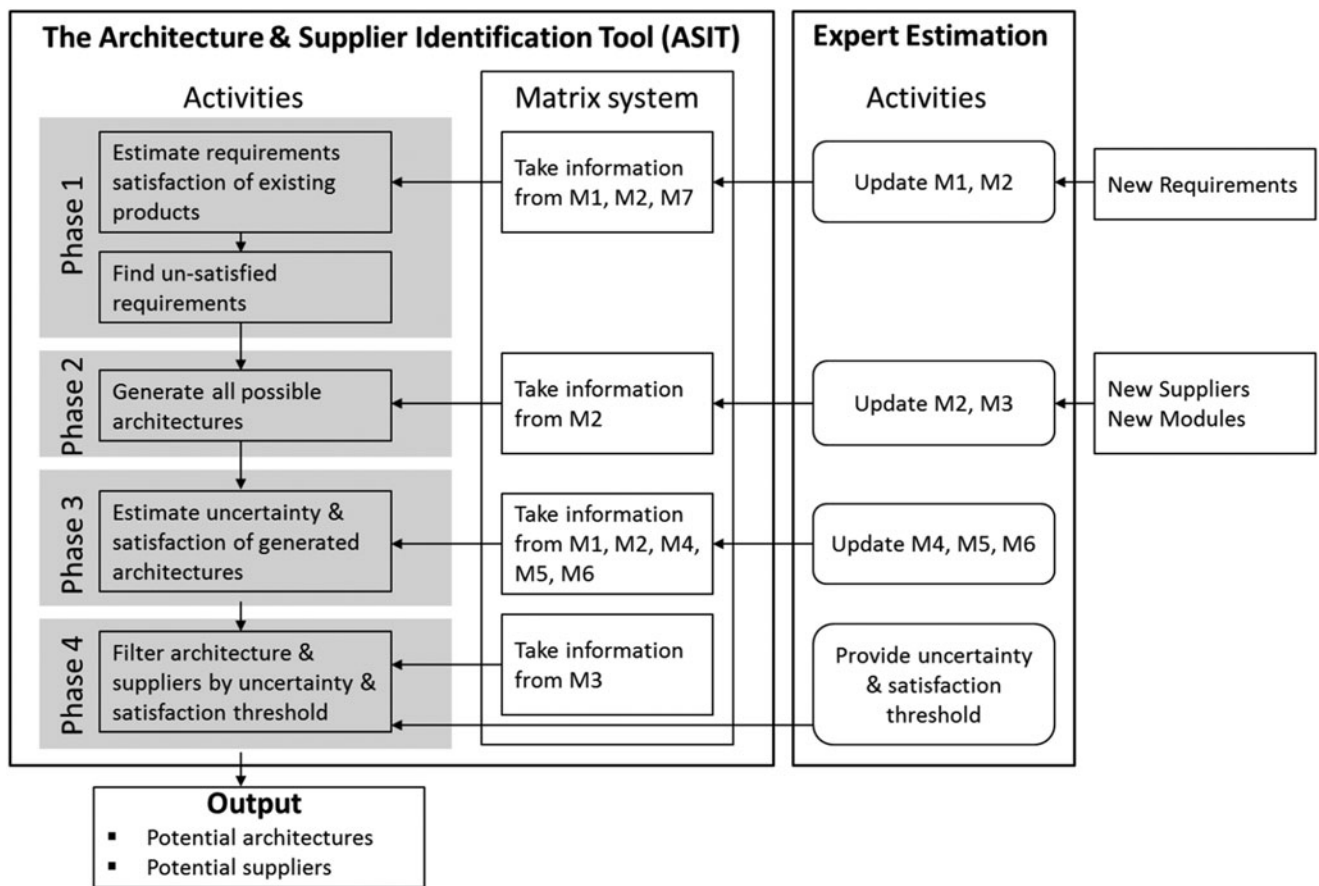 The Architecture & Supplier Identification Tool (ASIT)
Expert Estimation
Activities
Matrix system
Activities
Phase 1
Estimate requirements
satisfaction of existing
products
Take information
from M1, M2, M7
Update M1, M2
New Requirements
Find un-satisfied
requirements
Phase 2
Generate all possible
architectures
Take information
from M2
Update M2, M3
New Suppliers
New Modules
Phase 3
Estimate uncertainty &
satisfaction of generated
architectures
Take information
from M1, M2, M4,
M5, M6
Update M4, M5, M6
Phase 4
Filter architecture &
suppliers by uncertainty &
satisfaction threshold
Take information
from M3
Provide uncertainty
& satisfaction
threshold
Output
▪ Potential architectures
▪ Potential suppliers